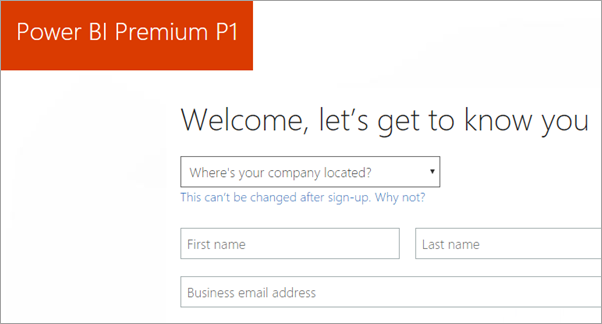 Power BI Premium P1
Welcome, let's get to know you
Where's your company located?
This can't be changed after sign-up. Why not?
First name
Last name
Business email address